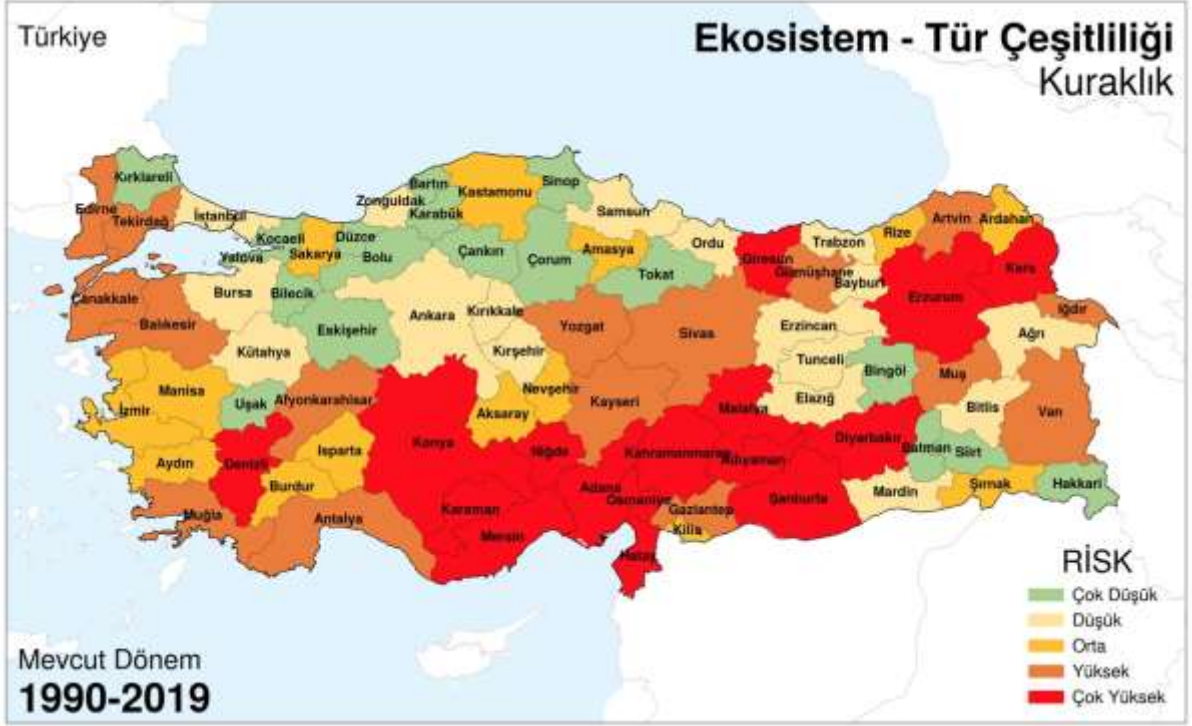 Türkiye
Ekosistem - Tür Çeşitliliği
Kuraklık
Kırklareli
Edirne
Tekirdağ
İstanbul
Zonguldak
Bartın
Karabük
Kastamonu
Sinop
Samsun
Kocaeli
Yalova
Sakarya
Düzce
Bolu
Çankırı
Çorum
Amasya
Tokat
Ordu
Giresun
Gümüşhane
Trabzon
Bayburt
Rize
Artvin
Ardahan
Kars
Erzurum
Iğdır
Ağrı
Çanakkale
Balıkesir
Bursa
Bilecik
Eskişehir
Kütahya
Ankara
Kırıkkale
Kırşehir
Yozgat
Sivas
Erzincan
Tunceli
Elazığ
Bingöl
Muş
Bitlis
Van
Manisa
İzmir
Uşak
Afyonkarahisar
Aksaray
Nevşehir
Kayseri
Malatya
Diyarbakır
Batman
Siirt
Aydın
Denizli
Isparta
Burdur
Konya
Niğde
Kahramanmaraş
Adıyaman
Şanlıurfa
Mardin
Şırnak
Hakkari
Muğla
Antalya
Karaman
Mersin
Adana
Osmaniye
Gaziantep
Kilis
Hatay
RİSK
Çok Düşük
Düşük
Orta
Yüksek
Çok Yüksek
Mevcut Dönem
1990-2019